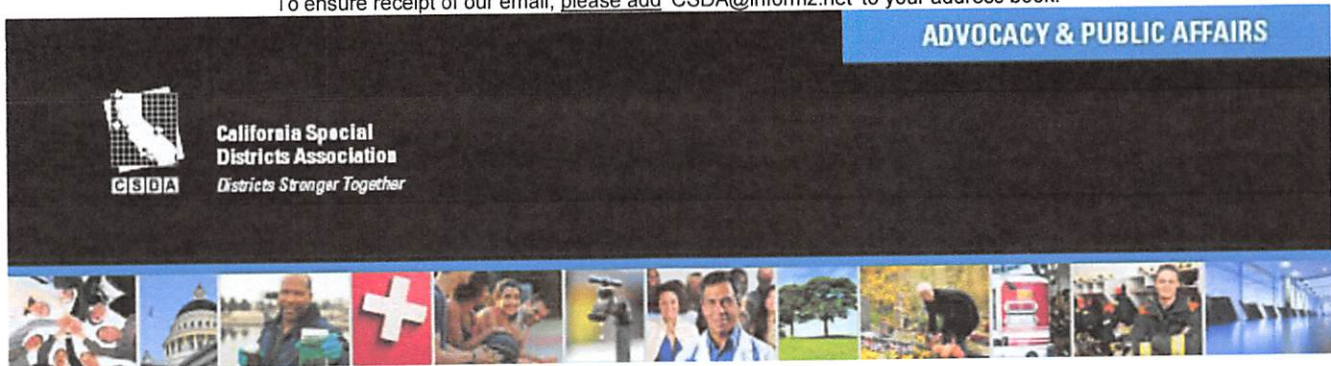 To ensure receipt of our email, please add 'CSDA@informz.net' to your address book.
ADVOCACY & PUBLIC AFFAIRS
California Special
Districts Association
Districts Stronger Together
CSDA